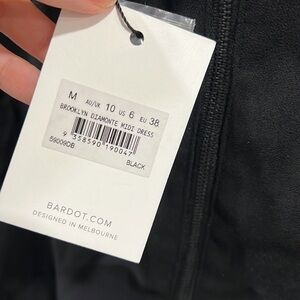 M AU/UK 10 US 6 EU 38
BROOKLYN DIAMONTE MIDI DRESS
9 358590 190047
59009DB
BLACK
BARDOT.COM
DESIGNED IN MELBOURNE